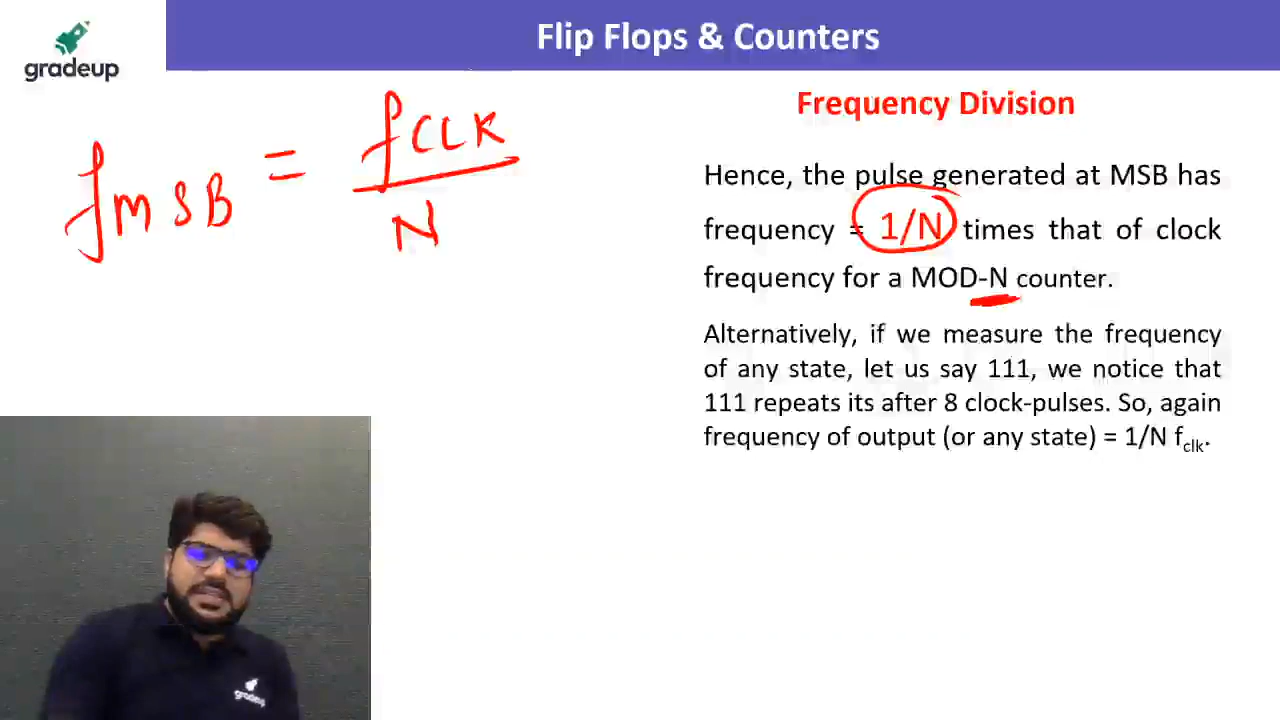 Flip Flops & Counters
gradeup
Frequency Division
fMSB = fCLK / N
Hence, the pulse generated at MSB has
frequency = 1/N times that of clock
frequency for a MOD-N counter.
Alternatively, if we measure the frequency
of any state, let us say 111, we notice that
111 repeats its after 8 clock-pulses. So, again
frequency of output (or any state) = 1/N fclk.
gradeup